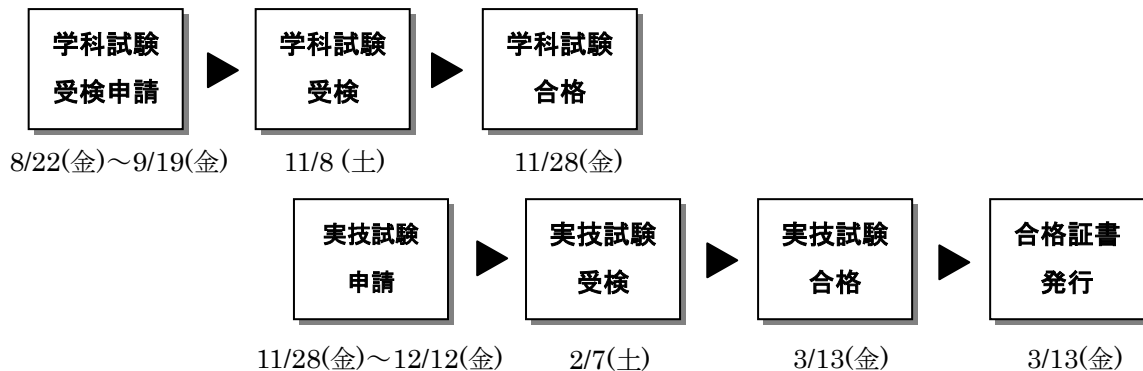 学科試験
受検申請
学科試験
受検
学科試験
合格
8/22(金)～9/19(金)
11/8 (土)
11/28(金)
実技試験
申請
実技試験
受検
実技試験
合格
合格証書
発行
11/28(金)～12/12(金)
2/7(土)
3/13(金)
3/13(金)